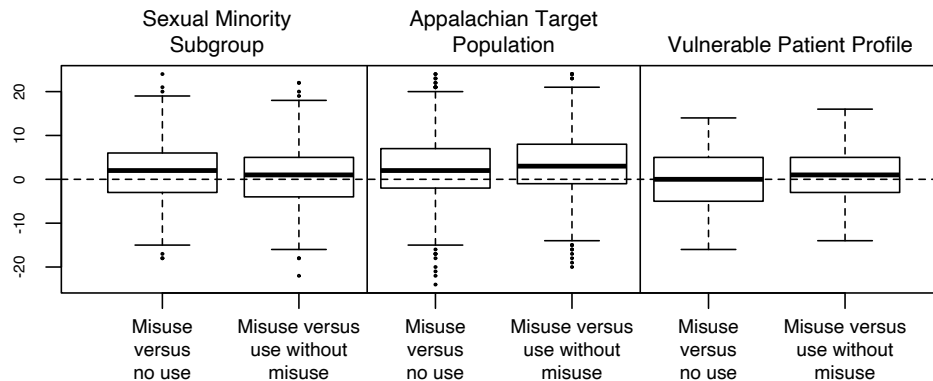 Sexual Minority
Subgroup
Appalachian Target
Population
Vulnerable Patient Profile
20
10
0
-10
-20
Misuse
versus
no use
Misuse versus
use without
misuse
Misuse
versus
no use
Misuse versus
use without
misuse
Misuse
versus
no use
Misuse versus
use without
misuse